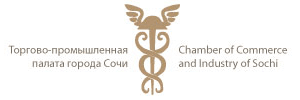 Торгово-промышленная
палата города Сочи
Chamber of Commerce
and Industry of Sochi